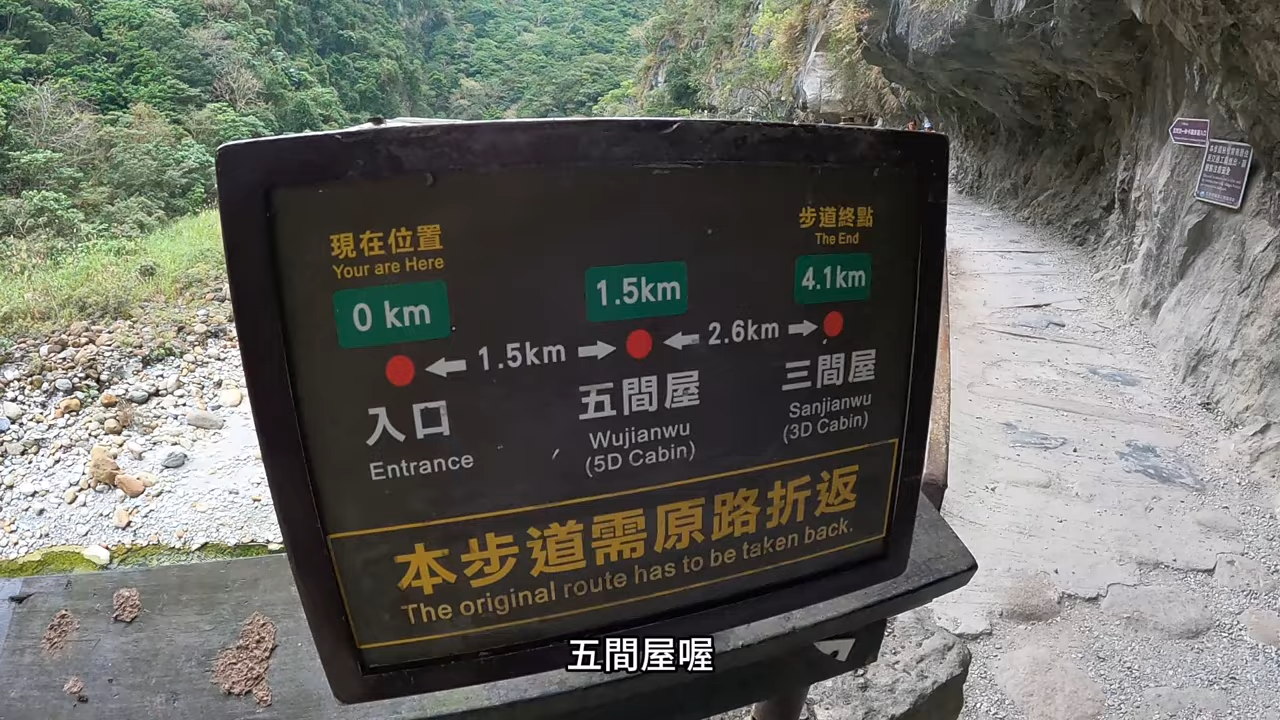 現在位置
Your are Here
0 km
1.5km
入口
Entrance
1.5km
五間屋
Wujianwu
(5D Cabin)
2.6km
步道終點
The End
4.1km
三間屋
Sanjianwu
(3D Cabin)
本步道需原路折返
The original route has to be taken back.
五間屋喔